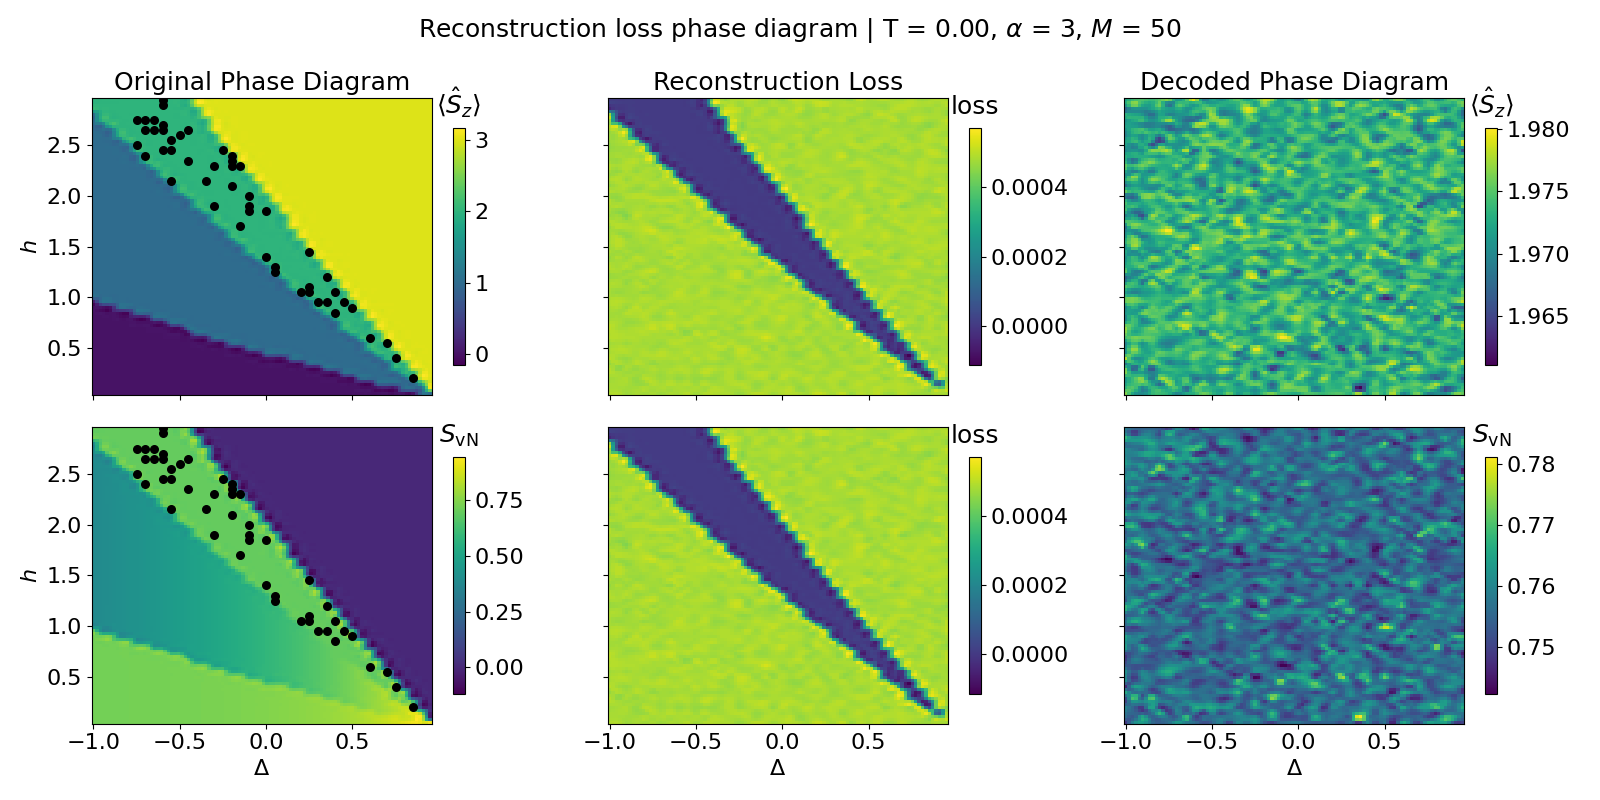 Reconstruction loss phase diagram | T = 0.00, α = 3, M = 50
Original Phase Diagram
Reconstruction Loss
Decoded Phase Diagram
⟨Ŝz⟩
loss
⟨Ŝz⟩
h
2.5
2.0
1.5
1.0
0.5
3
2
1
0
0.0004
0.0002
0.0000
1.980
1.975
1.970
1.965
SvN
loss
SvN
h
2.5
2.0
1.5
1.0
0.5
0.75
0.50
0.25
0.00
0.0004
0.0002
0.0000
0.78
0.77
0.76
0.75
−1.0 −0.5 0.0 0.5
−1.0 −0.5 0.0 0.5
−1.0 −0.5 0.0 0.5
Δ
Δ
Δ